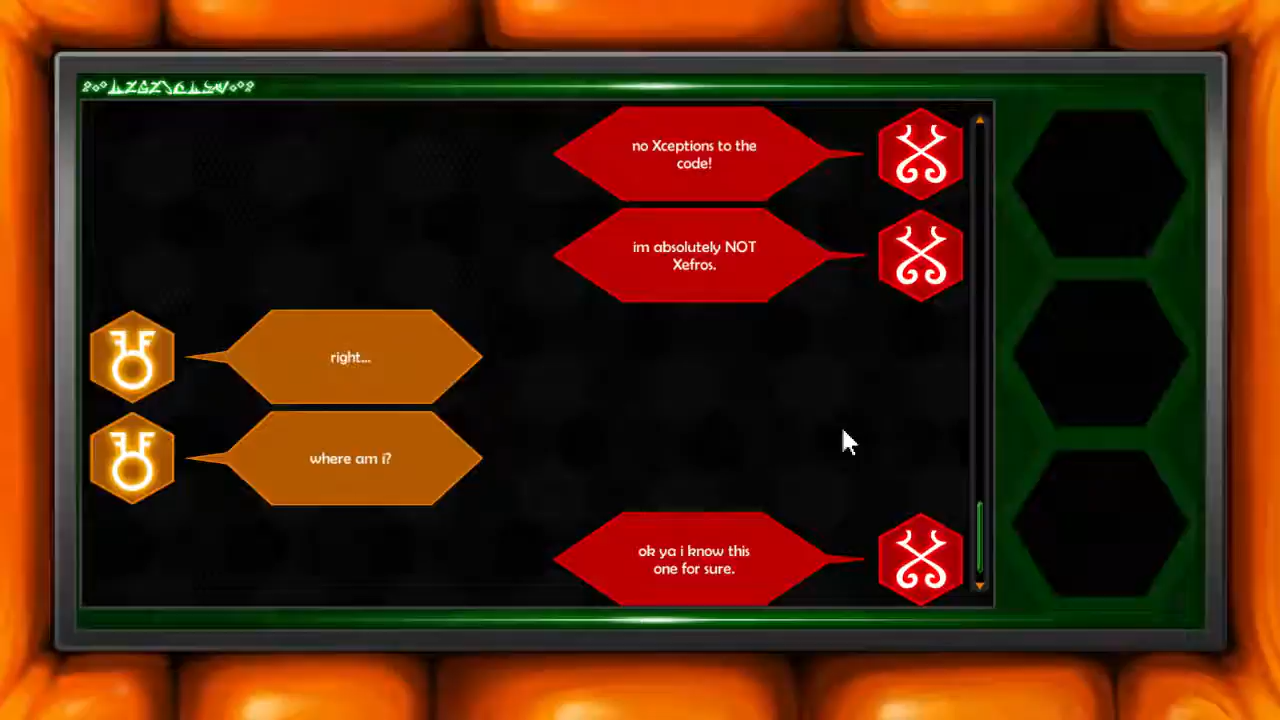 no Xceptions to the
code!
im absolutely NOT
Xefros.
right...
where am i?
ok ya i know this
one for sure.